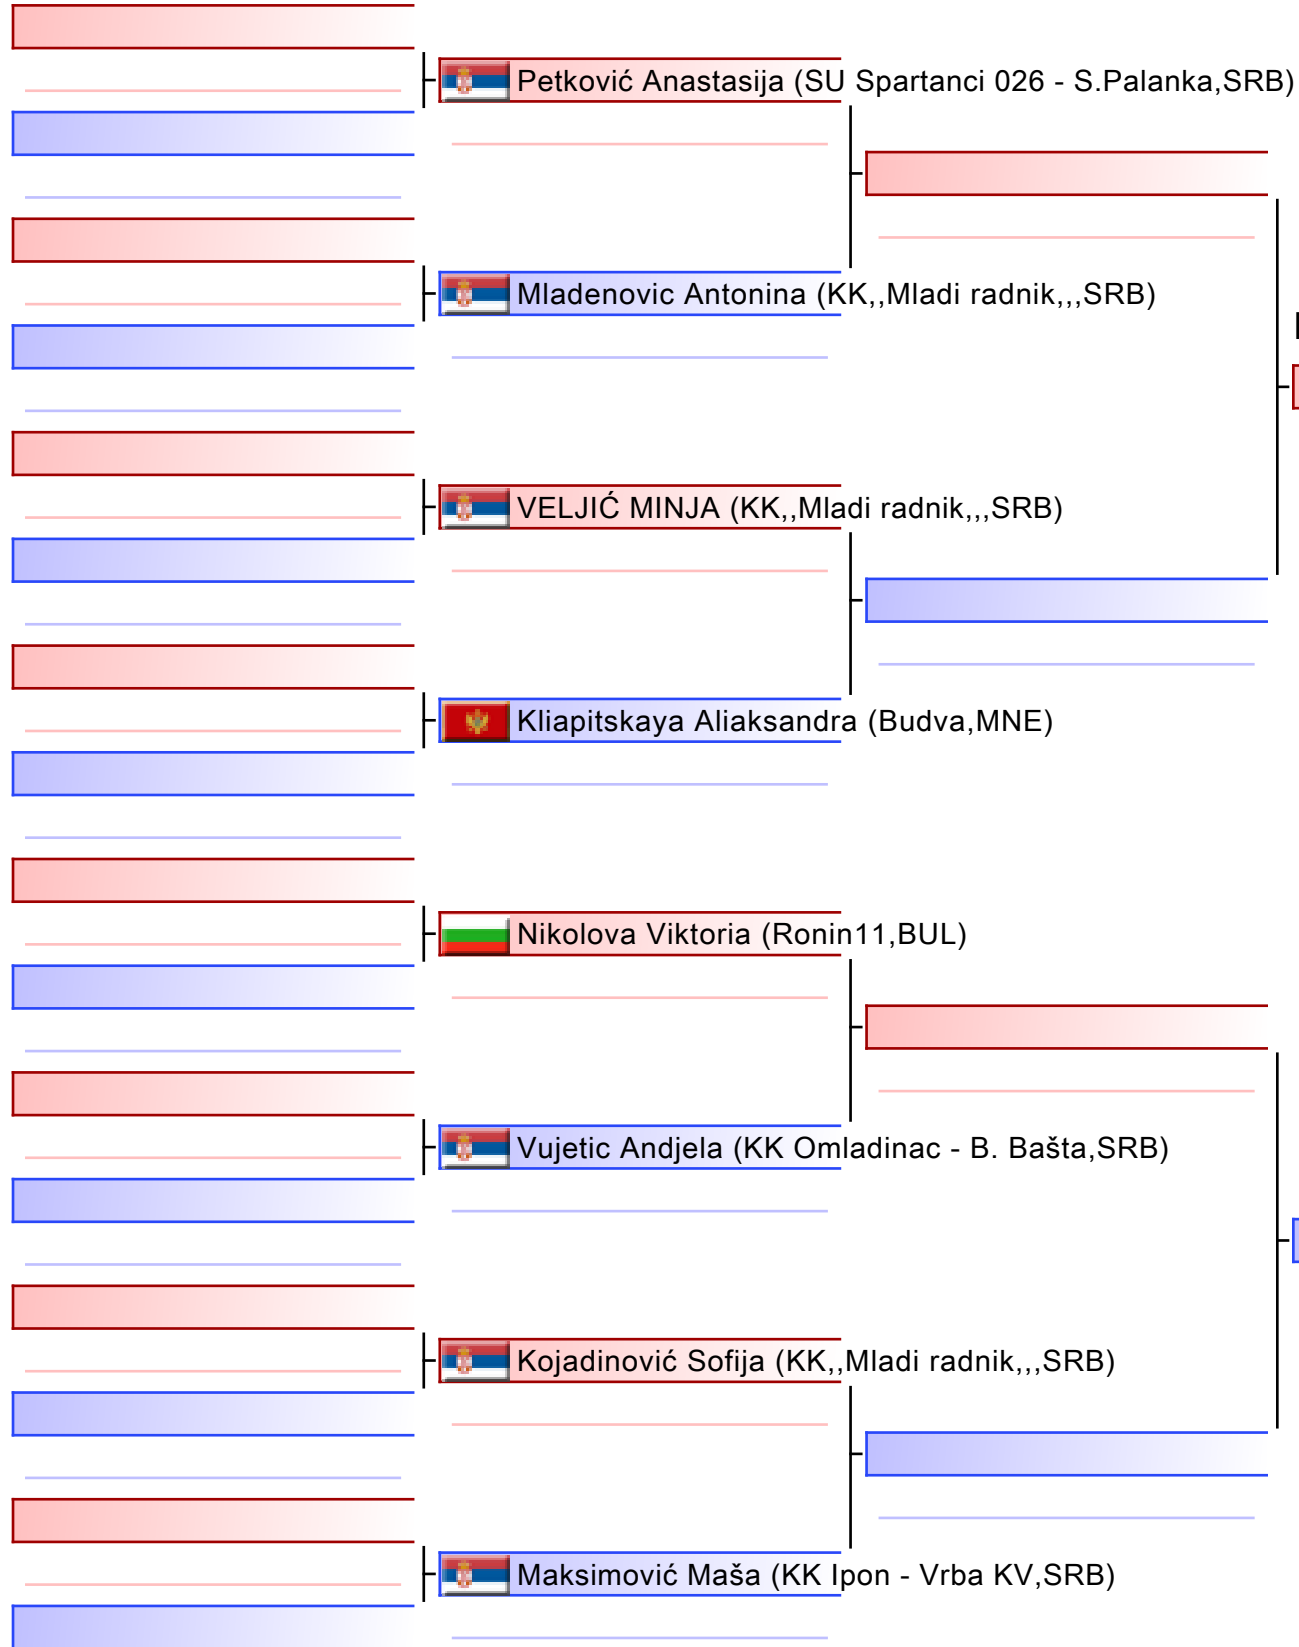 Petković Anastasija (SU Spartanci 026 - S.Palanka,SRB)
Mladenovic Antonina (KK,,Mladi radnik,,,SRB)
VELJIĆ MINJA (KK,,Mladi radnik,,,SRB)
Kliapitskaya Aliaksandra (Budva,MNE)
Nikolova Viktoria (Ronin11,BUL)
Vujetic Andjela (KK Omladinac - B. Bašta,SRB)
Kojadinović Sofija (KK,,Mladi radnik,,,SRB)
Maksimović Maša (KK Ipon - Vrba KV,SRB)